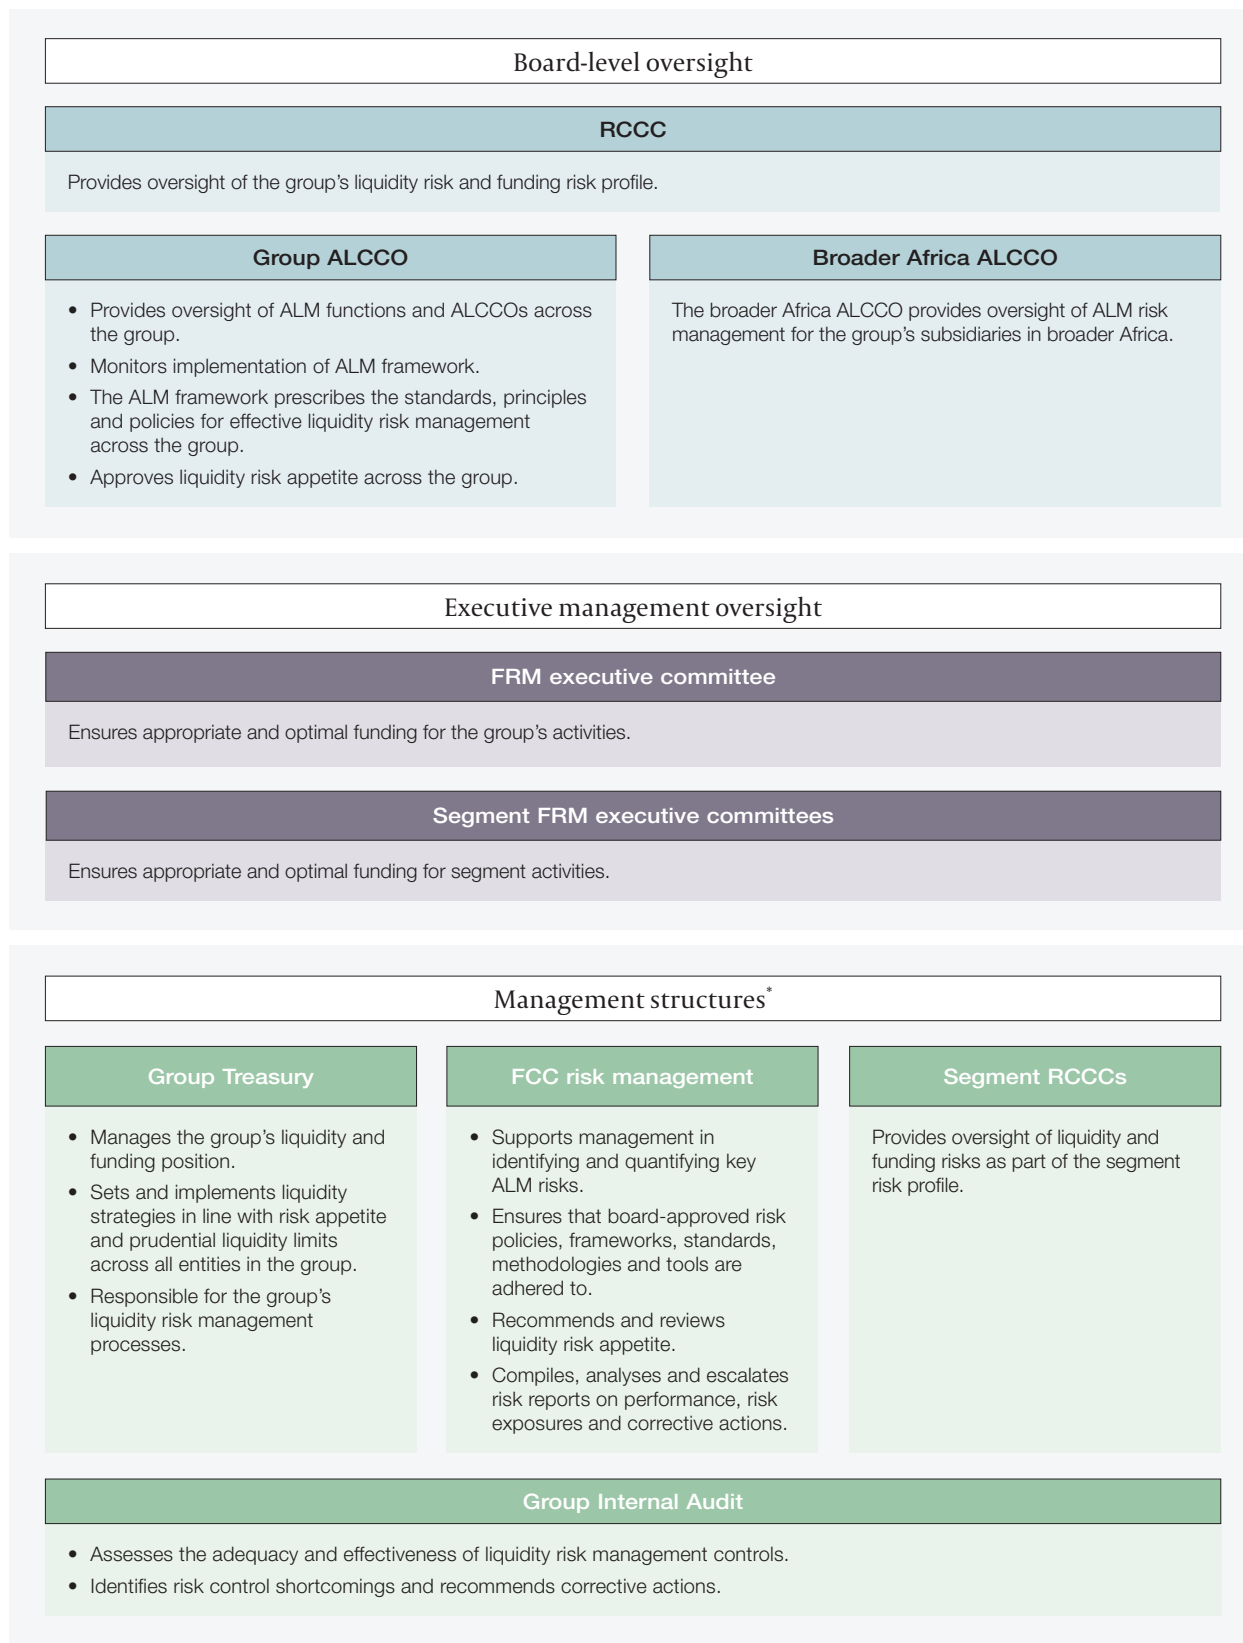 Board-level oversight
RCCC
Provides oversight of the group’s liquidity risk and funding risk profile.
Group ALCCO
• Provides oversight of ALM functions and ALCCOs across
the group.
• Monitors implementation of ALM framework.
• The ALM framework prescribes the standards, principles
and policies for effective liquidity risk management
across the group.
• Approves liquidity risk appetite across the group.
Broader Africa ALCCO
The broader Africa ALCCO provides oversight of ALM risk
management for the group’s subsidiaries in broader Africa.
Executive management oversight
FRM executive committee
Ensures appropriate and optimal funding for the group’s activities.
Segment FRM executive committees
Ensures appropriate and optimal funding for segment activities.
Management structures*
Group Treasury
• Manages the group’s liquidity and
funding position.
• Sets and implements liquidity
strategies in line with risk appetite
and prudential liquidity limits
across all entities in the group.
• Responsible for the group’s
liquidity risk management
processes.
FCC risk management
• Supports management in
identifying and quantifying key
ALM risks.
• Ensures that board-approved risk
policies, frameworks, standards,
methodologies and tools are
adhered to.
• Recommends and reviews
liquidity risk appetite.
• Compiles, analyses and escalates
risk reports on performance, risk
exposures and corrective actions.
Segment RCCCs
Provides oversight of liquidity and
funding risks as part of the segment
risk profile.
Group Internal Audit
• Assesses the adequacy and effectiveness of liquidity risk management controls.
• Identifies risk control shortcomings and recommends corrective actions.